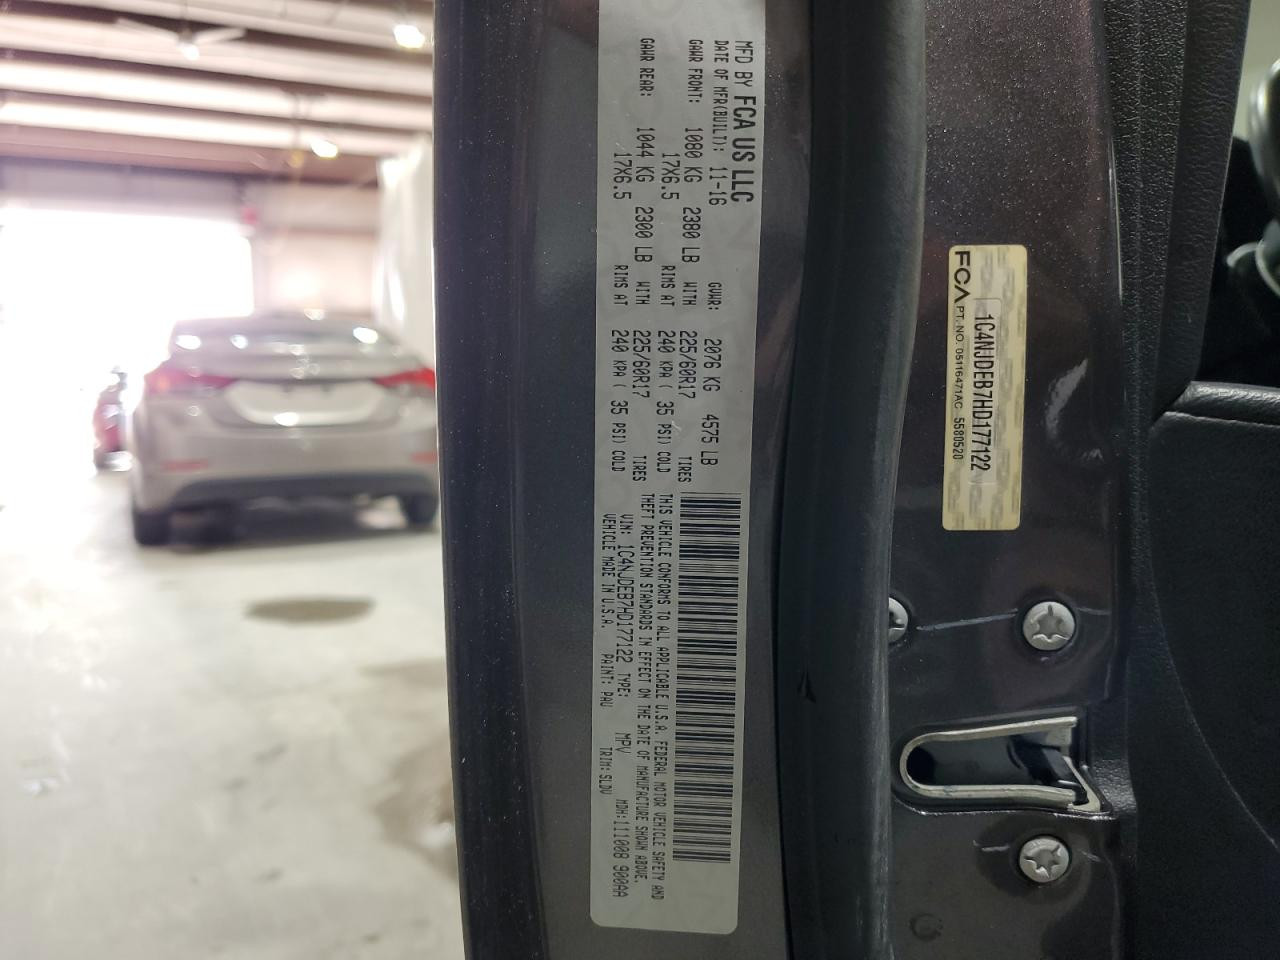 MFD BY FCA US LLC
DATE OF MFR(BUILT): 11-16 GVWR: 2076 KG 4575 LB
GAWR FRONT: 1080 KG 2380 LB WITH 225/60R17 TIRES
17X6.5 RIMS AT 240 KPA ( 35 PSI) COLD
GAWR REAR: 1044 KG 2300 LB WITH 225/60R17 TIRES
17X6.5 RIMS AT 240 KPA ( 35 PSI) COLD
THIS VEHICLE CONFORMS TO ALL APPLICABLE U.S.A. FEDERAL MOTOR VEHICLE SAFETY AND
THEFT PREVENTION STANDARDS IN EFFECT ON THE DATE OF MANUFACTURE SHOWN ABOVE.
VIN: 1C4NJDEB7HD177122 TYPE: MPV MDH:111008 900AA
VEHICLE MADE IN U.S.A. PAINT: PAU TRIM: SLDV
1C4NJDEB7HD177122
FCA PT. NO. 05116471AC 5580520